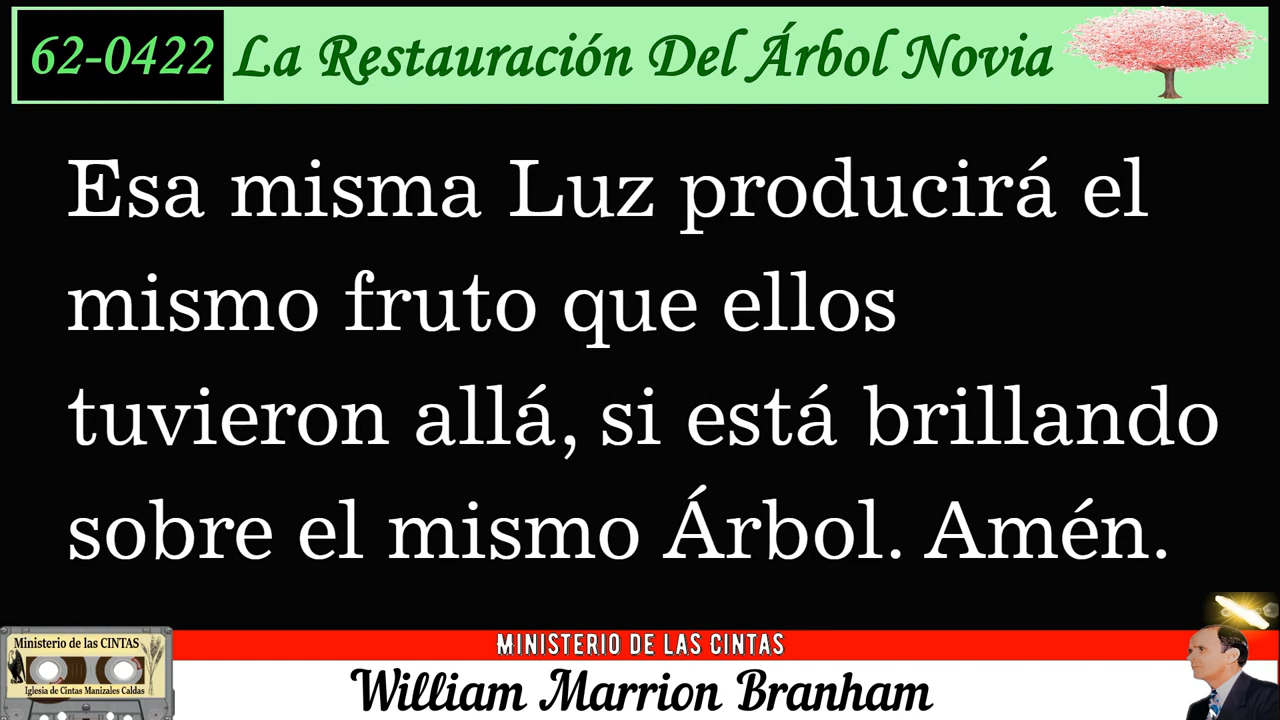 62-0422 La Restauración Del Árbol Novia
Esa misma Luz producirá el
mismo fruto que ellos
tuvieron allá, si está brillando
sobre el mismo Árbol. Amén.
MINISTERIO DE LAS CINTAS
William Marrion Branham
Ministerio de las CINTAS
Iglesia de Cintas Manizales Caldas